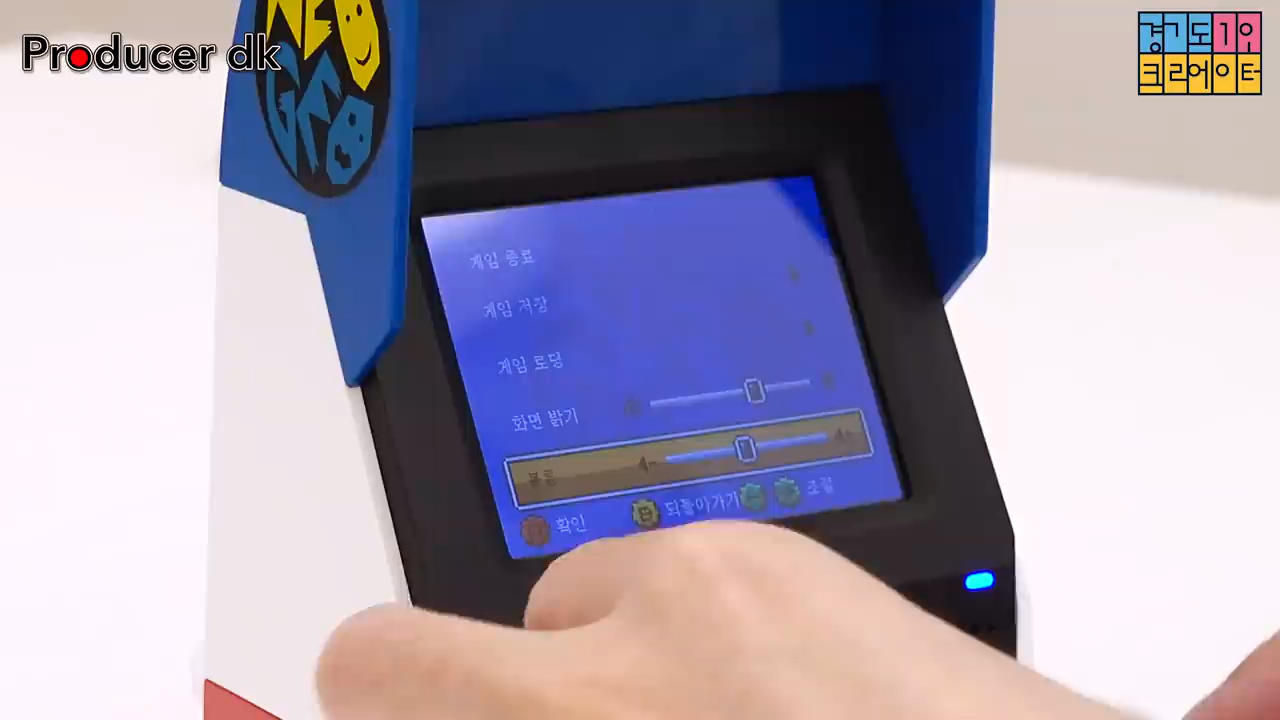 Producer dk
경기도1위
크리에이터
NEO
GEO
게임 종료
게임 저장
게임 로딩
화면 밝기
볼륨
확인
B 되돌아가기
조절